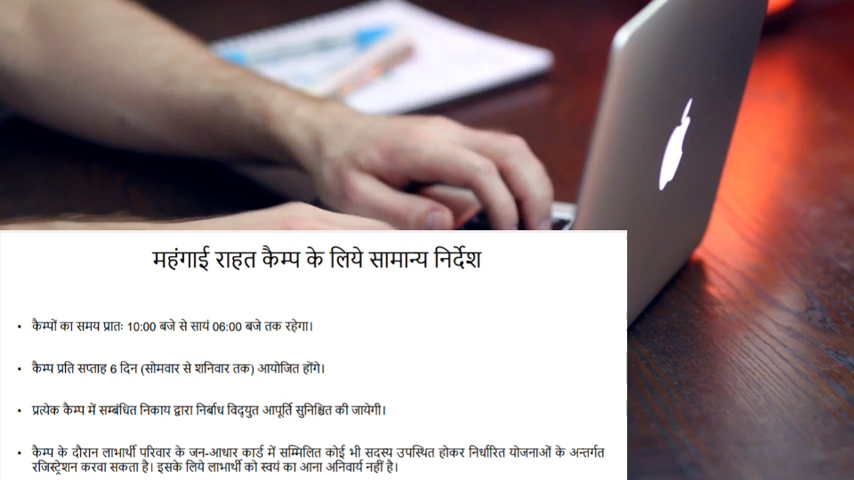 महंगाई राहत कैम्प के लिये सामान्य निर्देश
• कैम्पों का समय प्रातः 10:00 बजे से सायं 06:00 बजे तक रहेगा।
• कैम्प प्रति सप्ताह 6 दिन (सोमवार से शनिवार तक) आयोजित होंगे।
• प्रत्येक कैम्प में सम्बंधित निकाय द्वारा निर्बाध विद्युत आपूर्ति सुनिश्चित की जायेगी।
• कैम्प के दौरान लाभार्थी परिवार के जन-आधार कार्ड में सम्मिलित कोई भी सदस्य उपस्थित होकर निर्धारित योजनाओं के अन्तर्गत
रजिस्ट्रेशन करवा सकता है। इसके लिये लाभार्थी को स्वयं का आना अनिवार्य नहीं है।